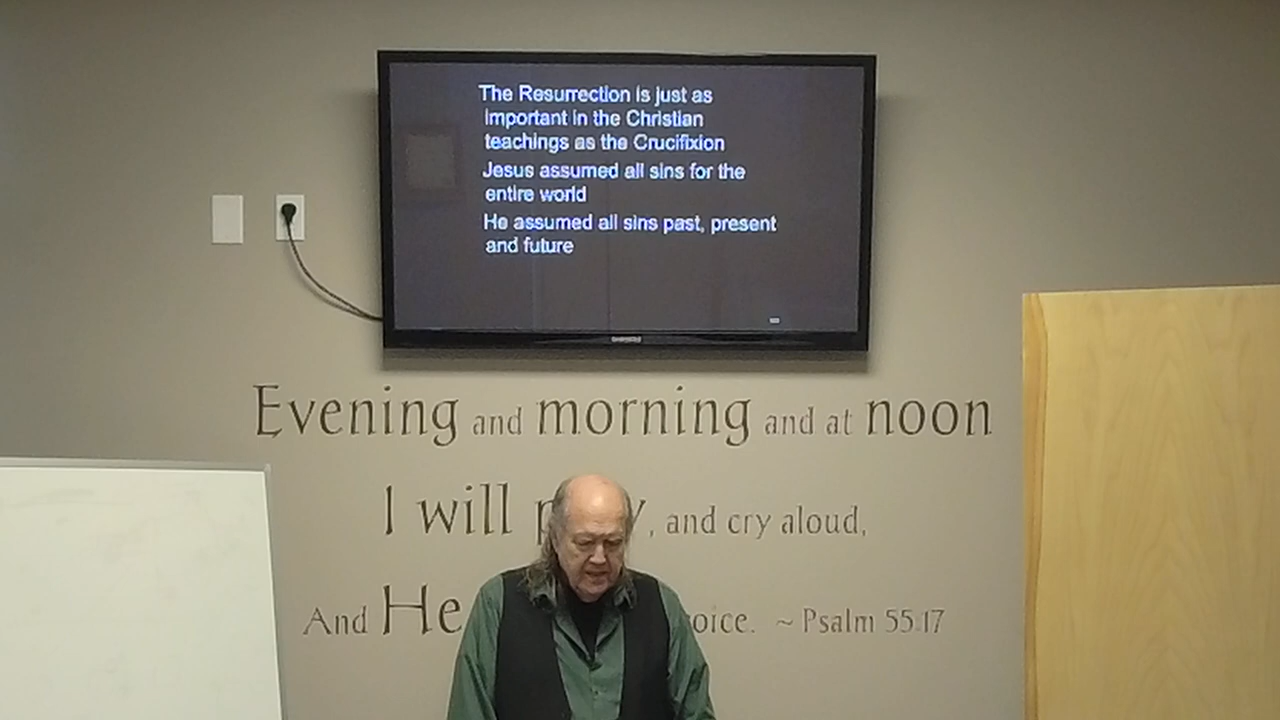 The Resurrection is just as
important in the Christian
teachings as the Crucifixion
Jesus assumed all sins for the
entire world
He assumed all sins past, present
and future
Evening and morning and at noon
I will , and cry aloud,
And He ~ Psalm 55:17